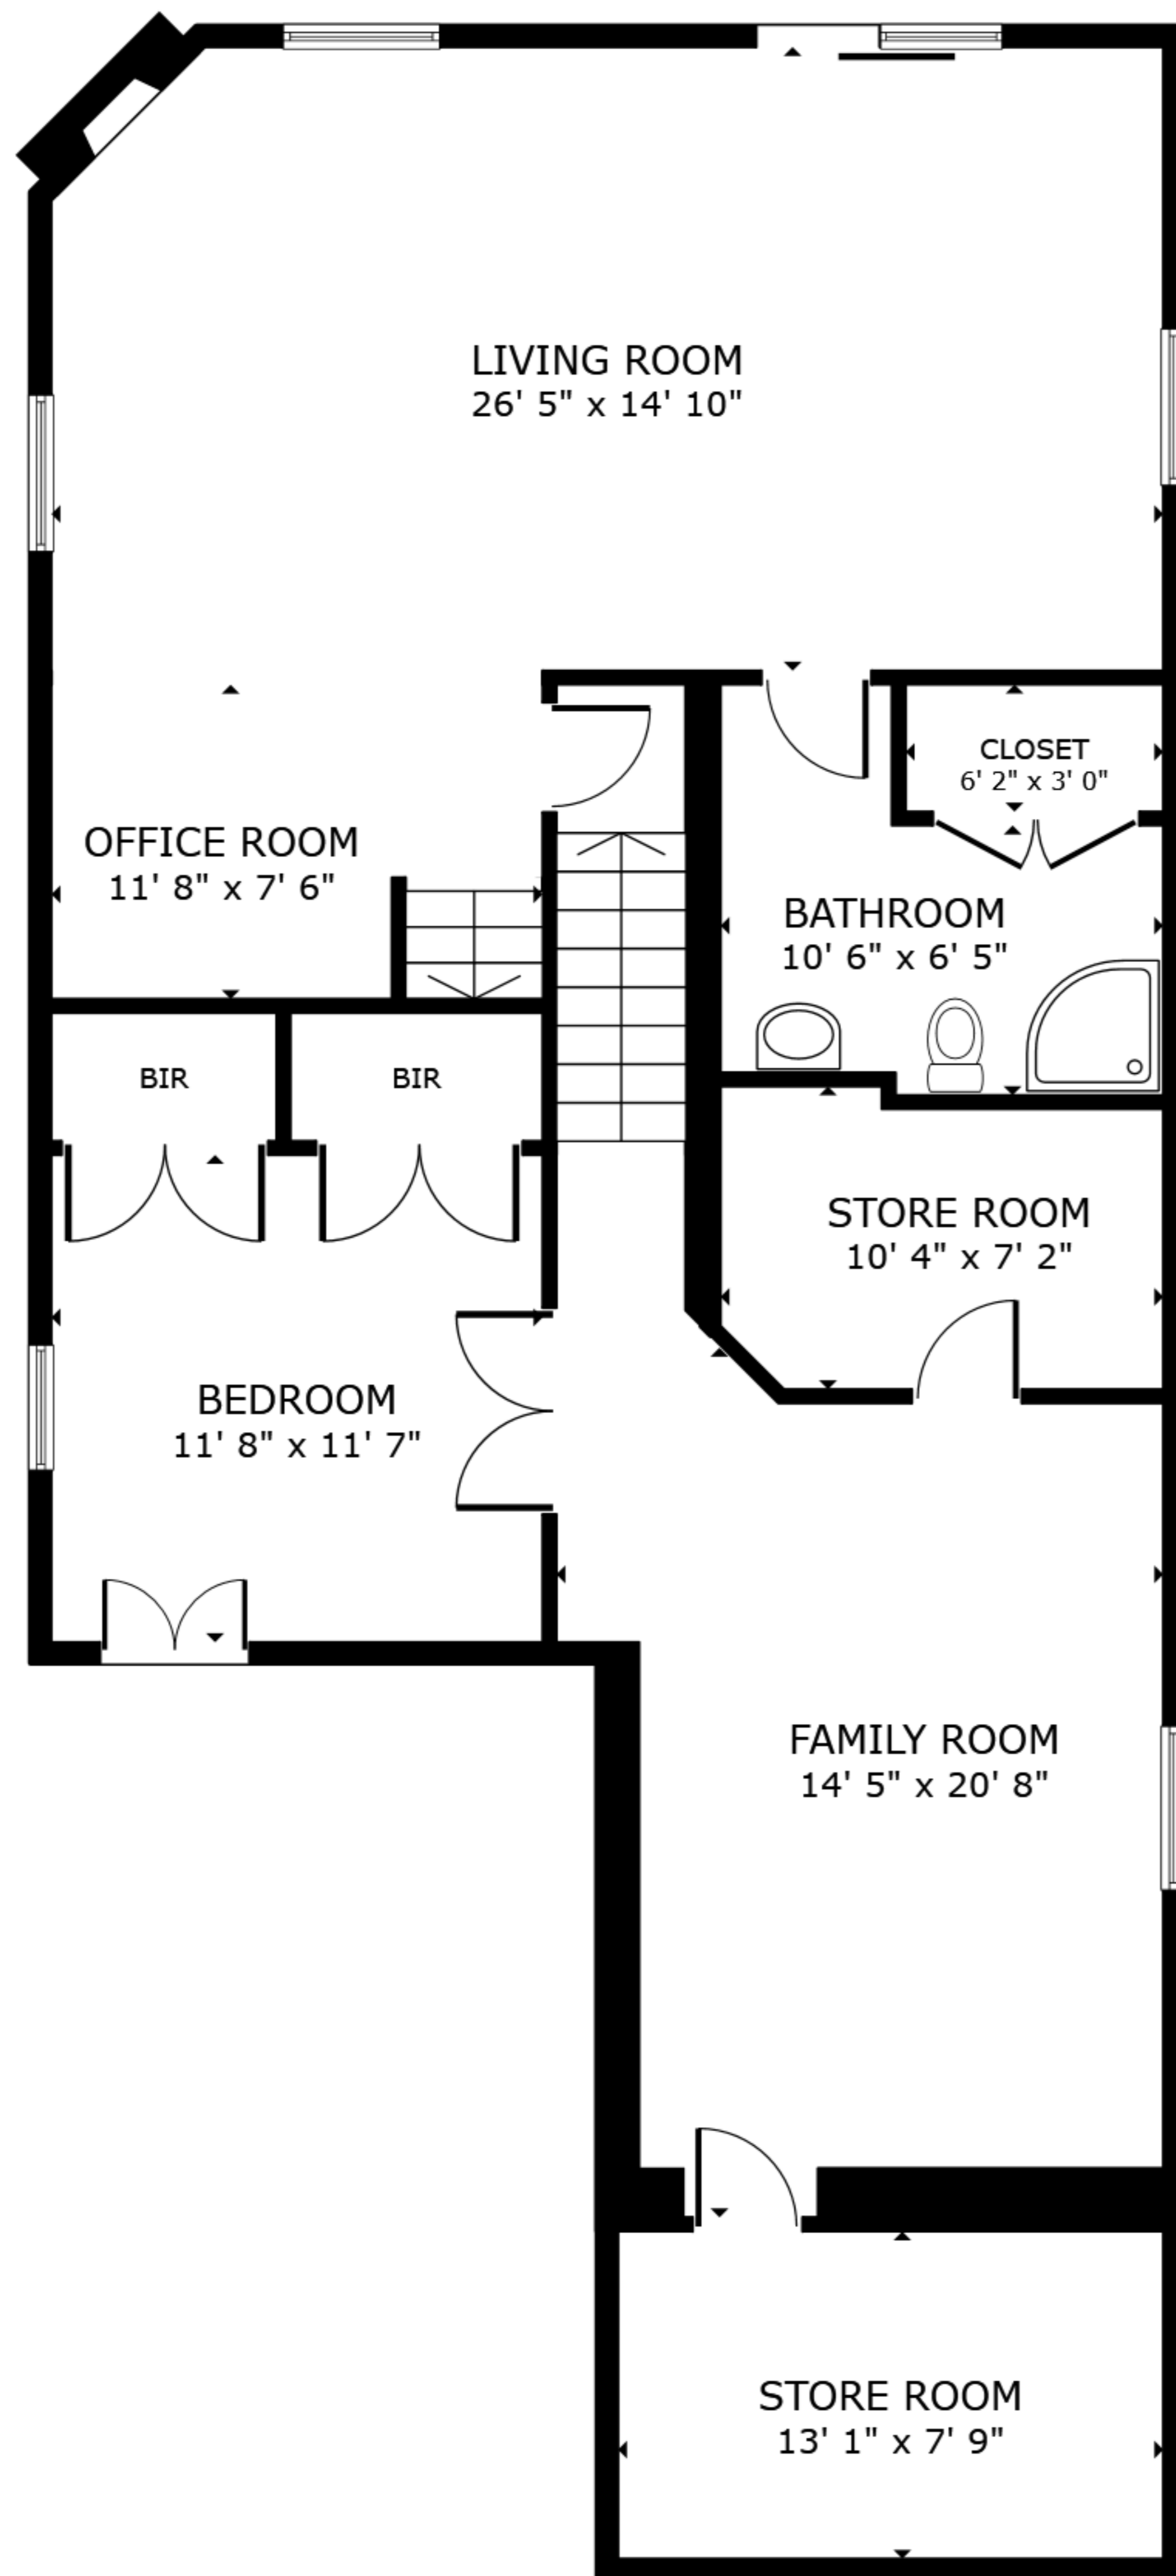 LIVING ROOM
26' 5" x 14' 10"
CLOSET
6' 2" x 3' 0"
OFFICE ROOM
11' 8" x 7' 6"
BATHROOM
10' 6" x 6' 5"
BIR
BIR
STORE ROOM
10' 4" x 7' 2"
BEDROOM
11' 8" x 11' 7"
FAMILY ROOM
14' 5" x 20' 8"
STORE ROOM
13' 1" x 7' 9"